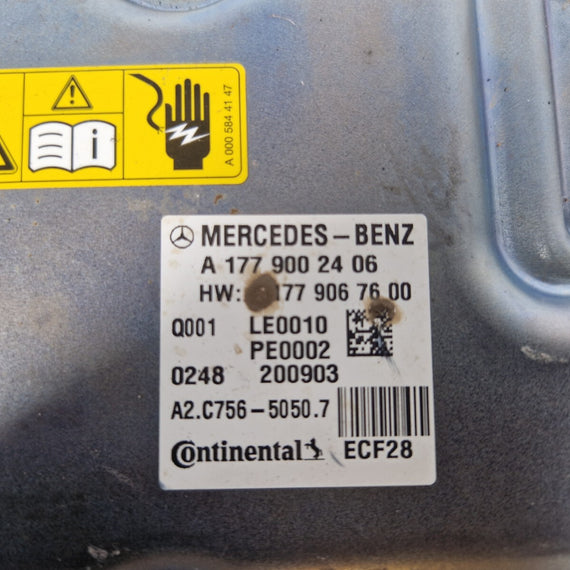 A 000 584 41 47
MERCEDES-BENZ
A 177 900 24 06
HW: 177 906 76 00
Q001 LE0010
PE0002
0248 200903
A2.C756-5050.7
Continental ECF28